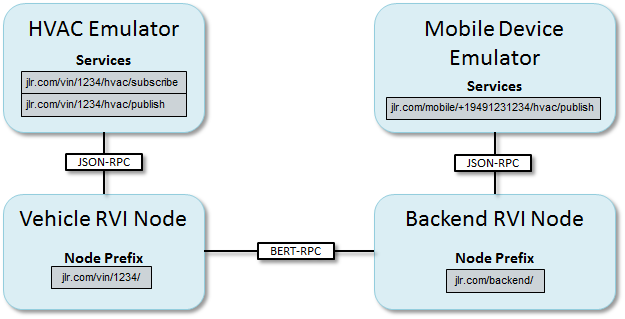 HVAC Emulator
Services
jlr.com/vin/1234/hvac/subscribe
jlr.com/vin/1234/hvac/publish
Mobile Device
Emulator
Services
jlr.com/mobile/+19491231234/hvac/publish
JSON-RPC
JSON-RPC
Vehicle RVI Node
Node Prefix
jlr.com/vin/1234/
BERT-RPC
Backend RVI Node
Node Prefix
jlr.com/backend/